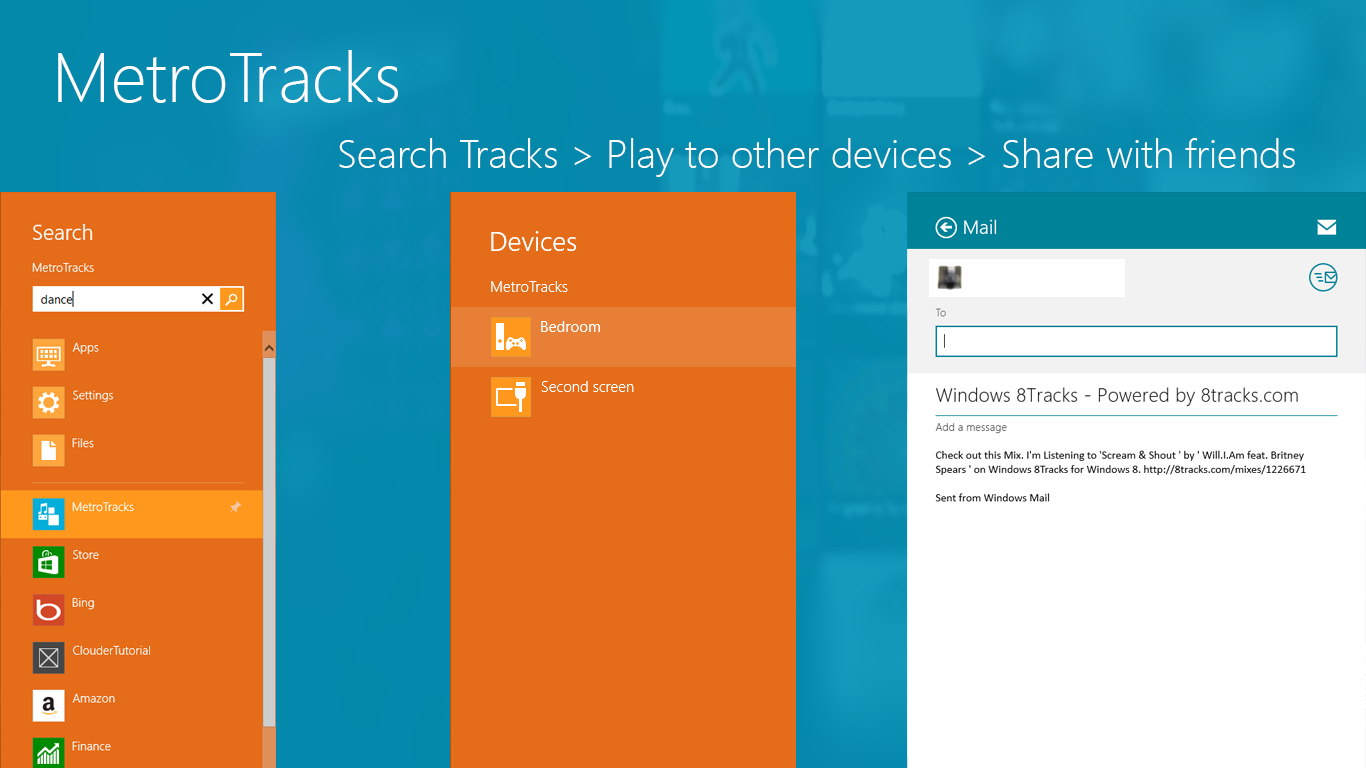 MetroTracks
Search Tracks > Play to other devices > Share with friends
Search
MetroTracks
dance
Apps
Settings
Files
MetroTracks
Store
Bing
ClouderTutorial
Amazon
a
Finance
Devices
MetroTracks
Bedroom
Second screen
Mail
To
Windows 8Tracks - Powered by 8tracks.com
Add a message
Check out this Mix. I'm Listening to 'Scream & Shout ' by ' Will.I.Am feat. Britney
Spears ' on Windows 8Tracks for Windows 8. http://8tracks.com/mixes/1226671
Sent from Windows Mail